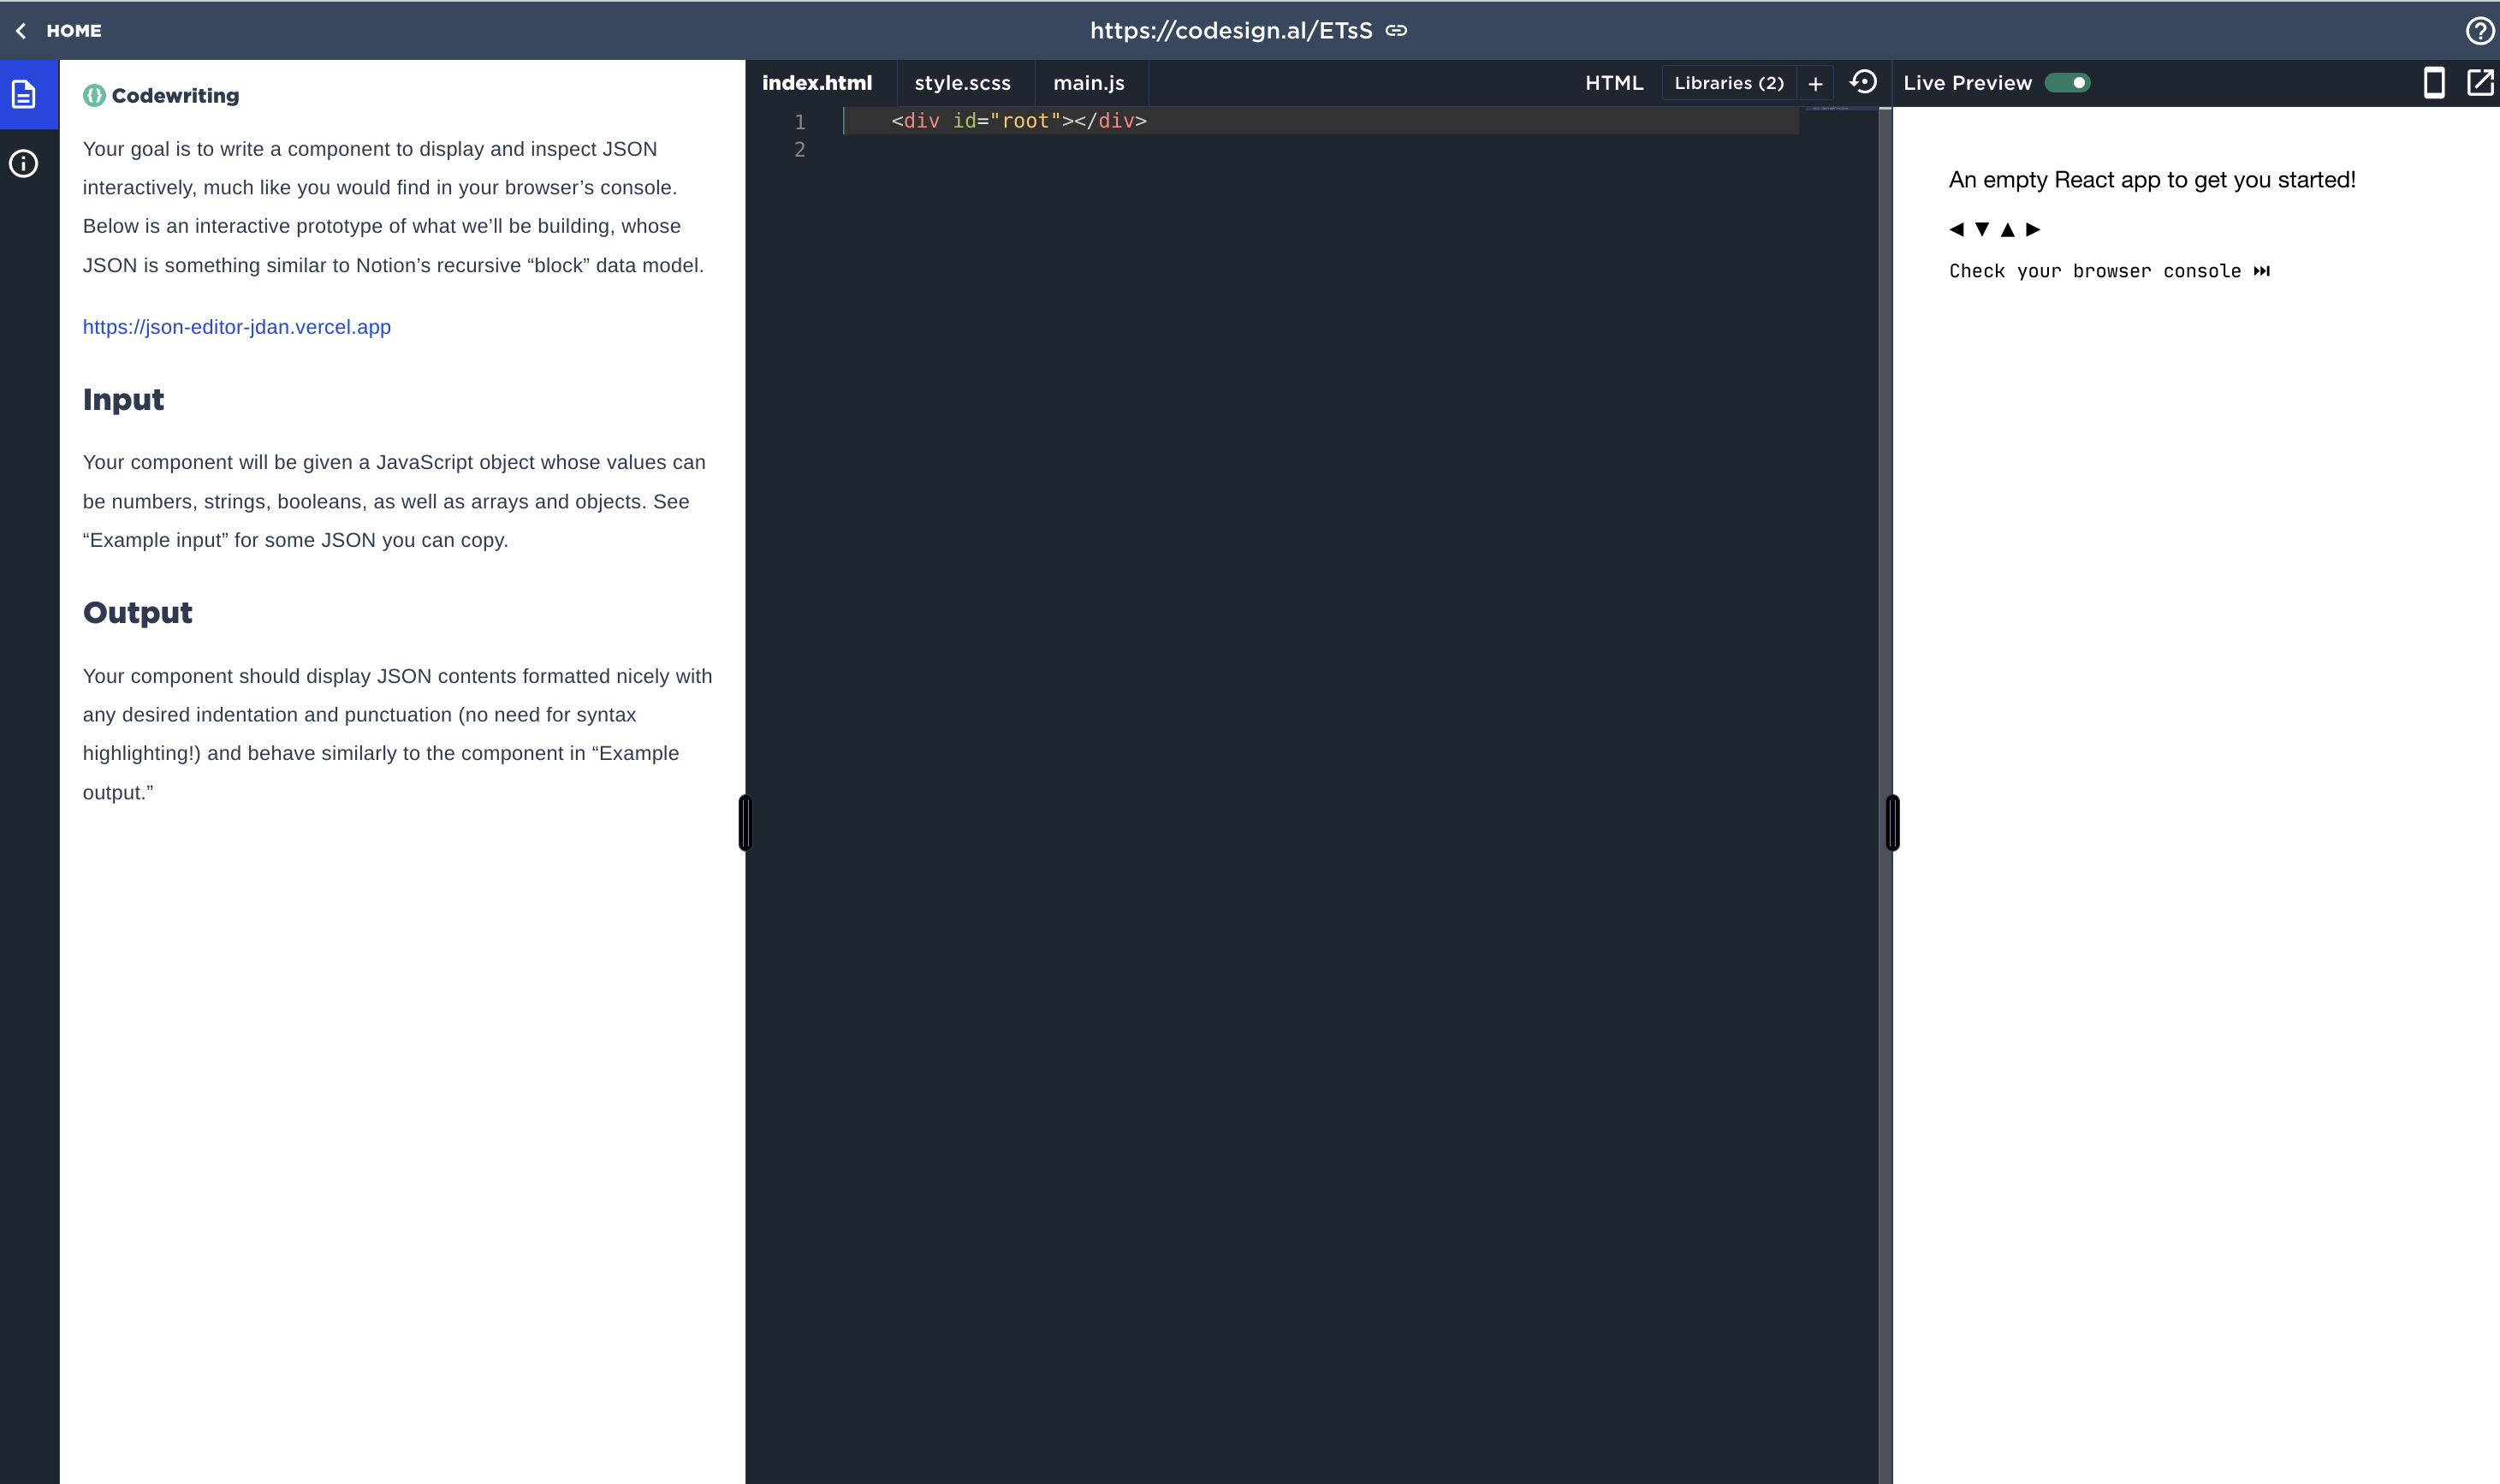 HOME
https://codesign.al/ETsS
Codewriting
Your goal is to write a component to display and inspect JSON
interactively, much like you would find in your browser’s console.
Below is an interactive prototype of what we’ll be building, whose
JSON is something similar to Notion’s recursive “block” data model.
https://json-editor-jdan.vercel.app
Input
Your component will be given a JavaScript object whose values can
be numbers, strings, booleans, as well as arrays and objects. See
“Example input” for some JSON you can copy.
Output
Your component should display JSON contents formatted nicely with
any desired indentation and punctuation (no need for syntax
highlighting!) and behave similarly to the component in “Example
output.”
index.html style.scss main.js HTML Libraries (2) +
1 <div id="root"></div>
2
Live Preview
An empty React app to get you started!
◀ ▼ ▲ ▶
Check your browser console ⏭